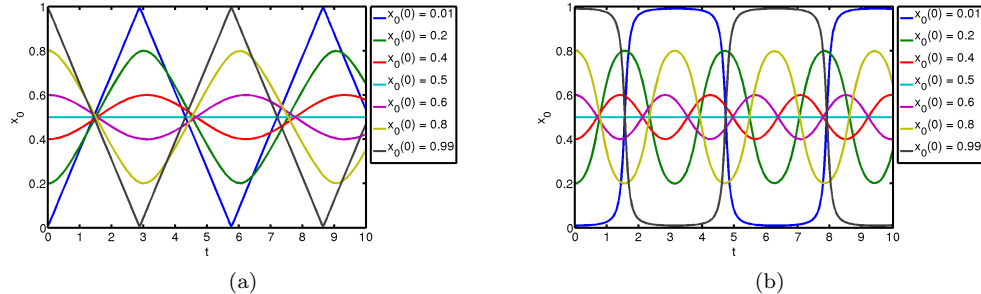 1
0.8
0.6
0.4
0.2
0
x0
0 1 2 3 4 5 6 7 8 9 10
t
x0(0) = 0.01
x0(0) = 0.2
x0(0) = 0.4
x0(0) = 0.5
x0(0) = 0.6
x0(0) = 0.8
x0(0) = 0.99
(a)
1
0.8
0.6
0.4
0.2
0
x0
0 1 2 3 4 5 6 7 8 9 10
t
x0(0) = 0.01
x0(0) = 0.2
x0(0) = 0.4
x0(0) = 0.5
x0(0) = 0.6
x0(0) = 0.8
x0(0) = 0.99
(b)